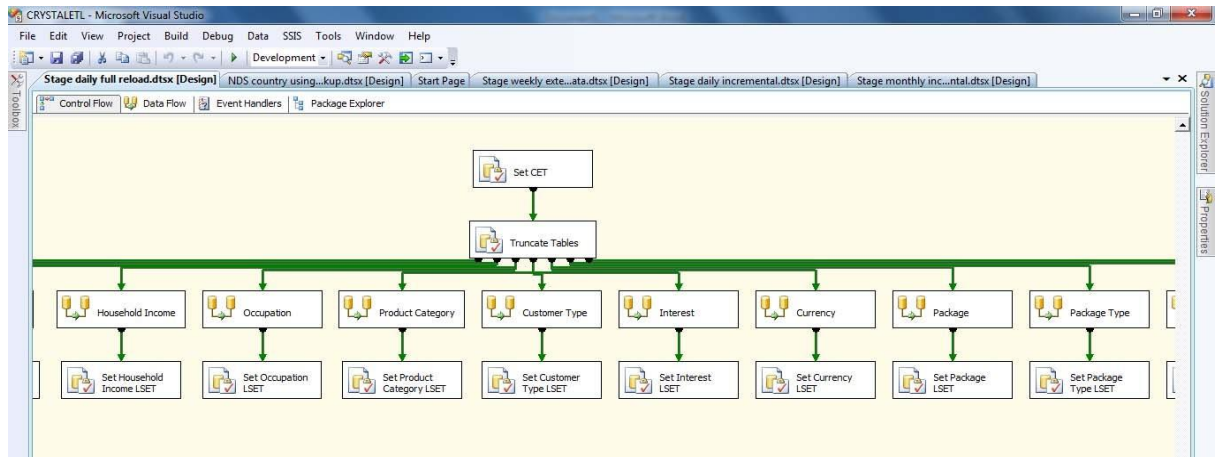 CRYSTALETL - Microsoft Visual Studio
File Edit View Project Build Debug Data SSIS Tools Window Help
Development
Stage daily full reload.dtsx [Design] NDS country using...kup.dtsx [Design] Start Page Stage weekly exte...ata.dtsx [Design] Stage daily incremental.dtsx [Design] Stage monthly inc...ntal.dtsx [Design]
Control Flow Data Flow Event Handlers Package Explorer
Toolbox
Solution Explorer
Properties
Set CET
Truncate Tables
Household Income Occupation Product Category Customer Type Interest Currency Package Package Type
Set Household Set Occupation Set Product Set Customer Set Interest Set Currency Set Package Set Package
Income LSET LSET Category LSET Type LSET LSET LSET LSET Type LSET